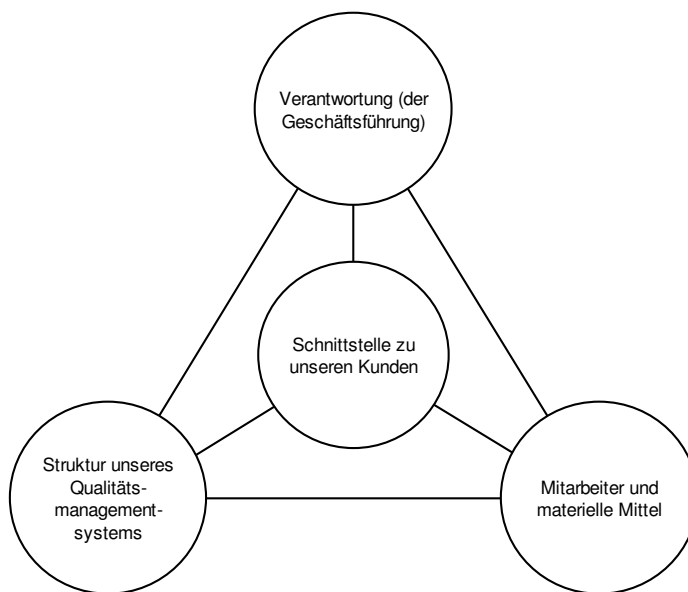 Verantwortung (der
Geschäftsführung)
Schnittstelle zu
unseren Kunden
Struktur unseres
Qualitäts-
management-
systems
Mitarbeiter und
materielle Mittel